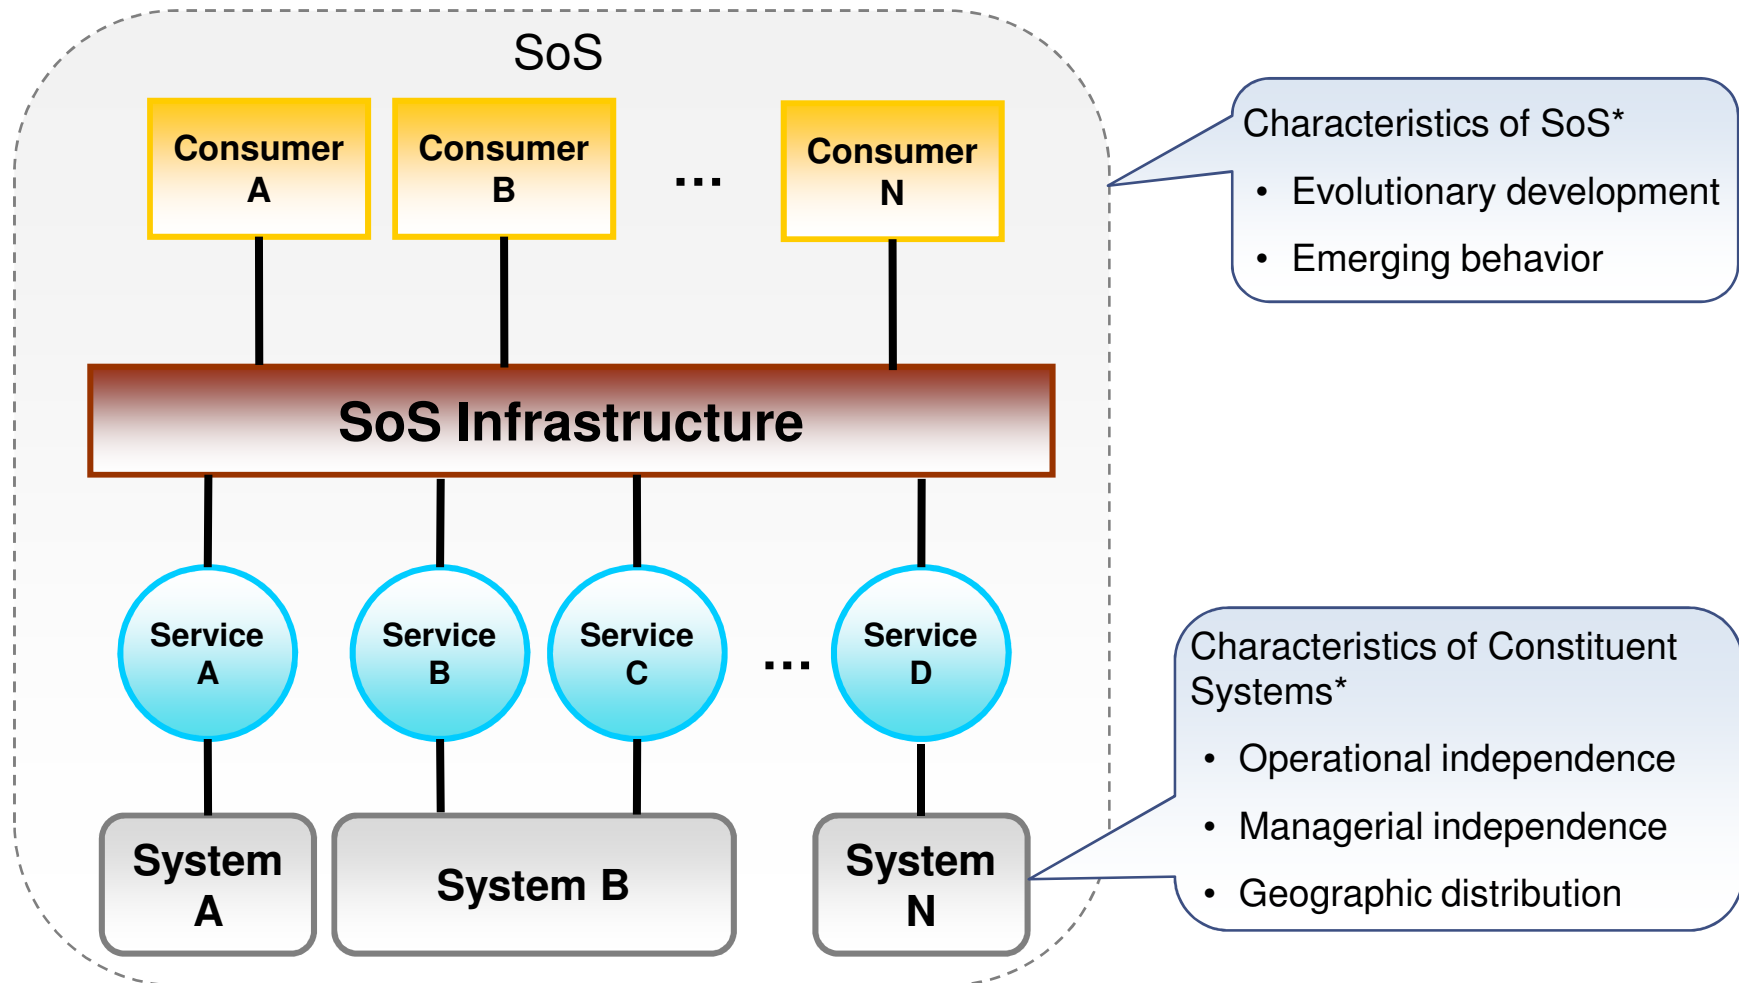 SoS
Consumer
A
Consumer
B
...
Consumer
N
Characteristics of SoS*
• Evolutionary development
• Emerging behavior
SoS Infrastructure
Service
A
Service
B
Service
C
...
Service
D
Characteristics of Constituent
Systems*
• Operational independence
• Managerial independence
• Geographic distribution
System
A
System B
System
N